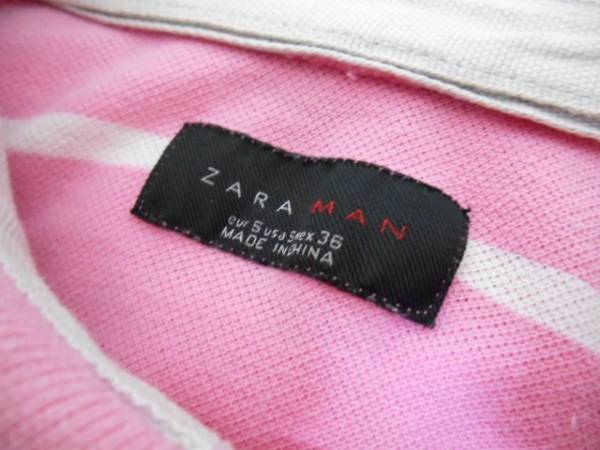 ZARA MAN
eur S usa S mex 36
MADE IN CHINA